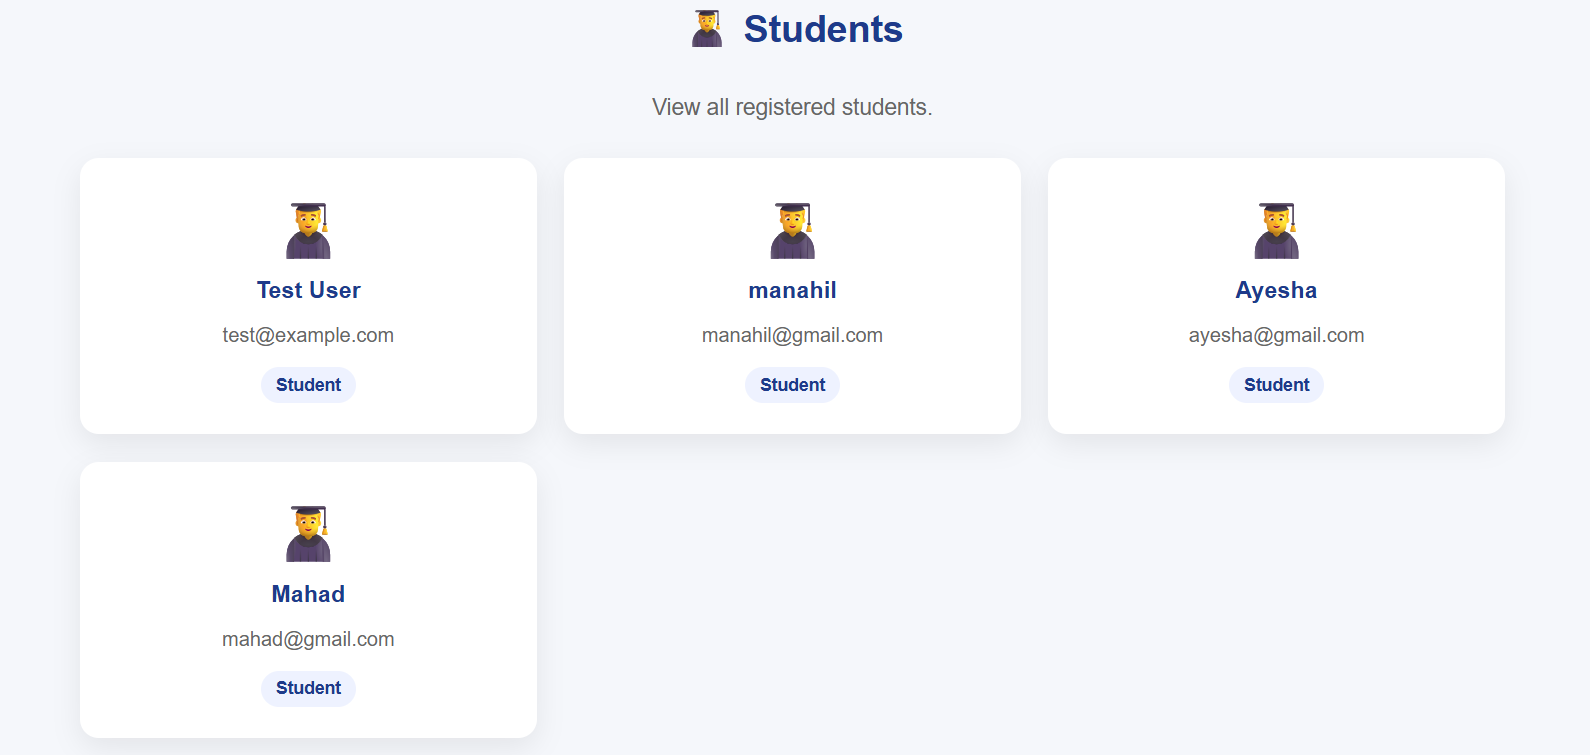 Students
View all registered students.
Test User
test@example.com
Student
manahil
manahil@gmail.com
Student
Ayesha
ayesha@gmail.com
Student
Mahad
mahad@gmail.com
Student